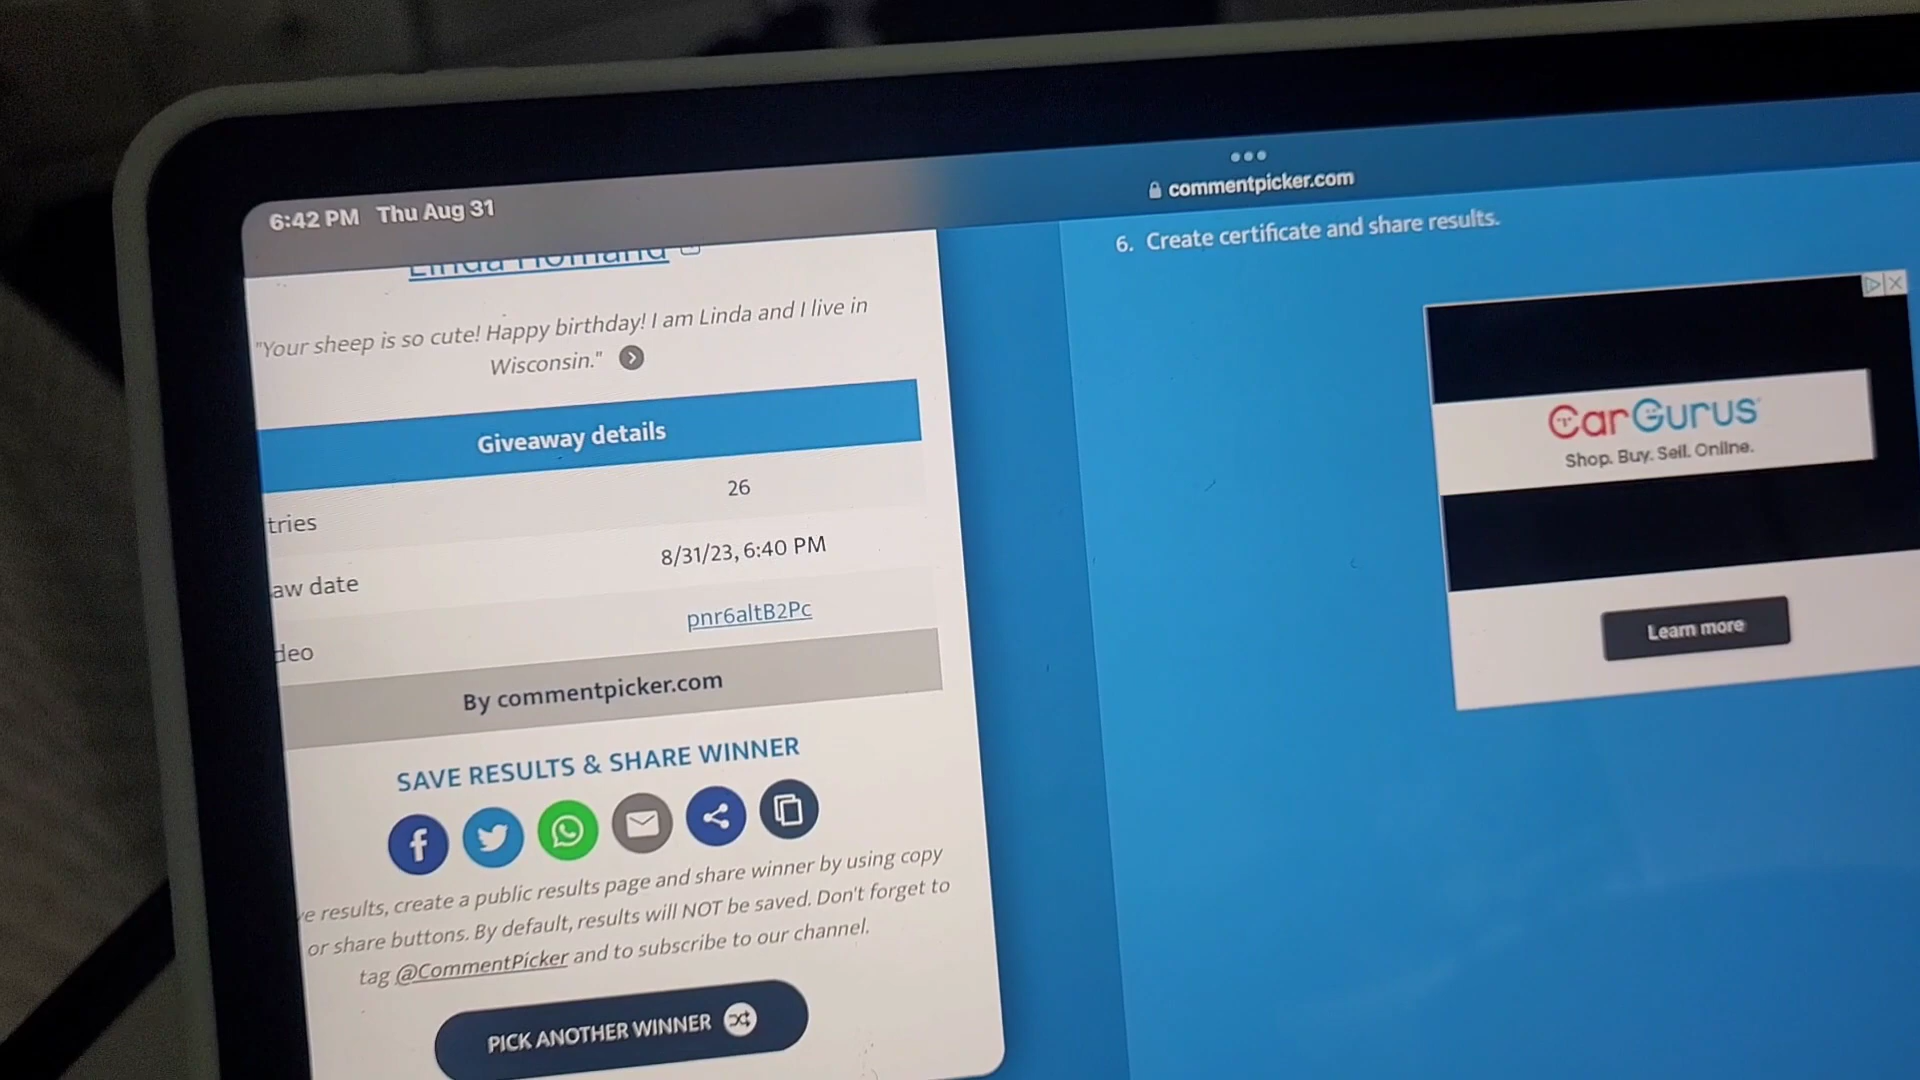 6:42 PM Thu Aug 31
commentpicker.com
6. Create certificate and share results.
Linda
"Your sheep is so cute! Happy birthday! I am Linda and I live in
Wisconsin."
Giveaway details
tries 26
aw date 8/31/23, 6:40 PM
deo pnr6altB2Pc
By commentpicker.com
SAVE RESULTS & SHARE WINNER
e results, create a public results page and share winner by using copy
or share buttons. By default, results will NOT be saved. Don't forget to
tag @CommentPicker and to subscribe to our channel.
PICK ANOTHER WINNER
CarGurus
Shop. Buy. Sell. Online.
Learn more